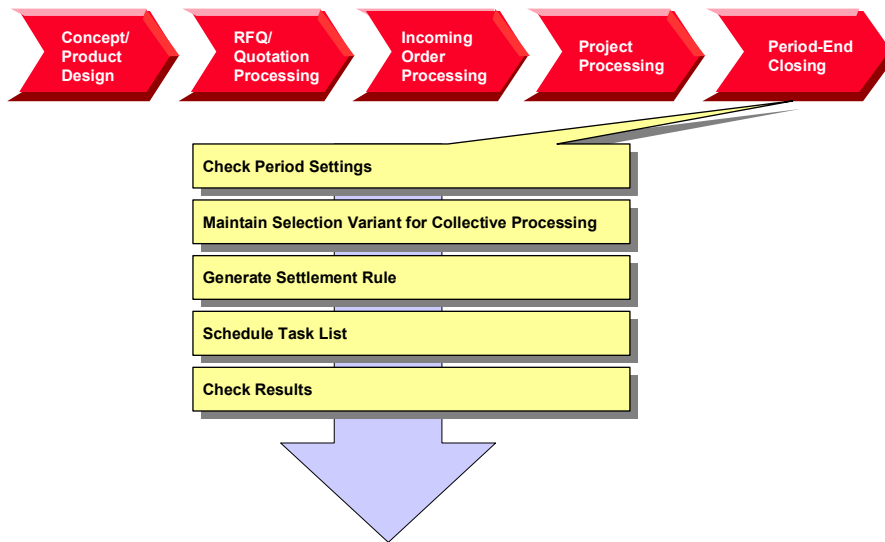 Concept/
Product
Design
RFQ/
Quotation
Processing
Incoming
Order
Processing
Project
Processing
Period-End
Closing
Check Period Settings
Maintain Selection Variant for Collective Processing
Generate Settlement Rule
Schedule Task List
Check Results